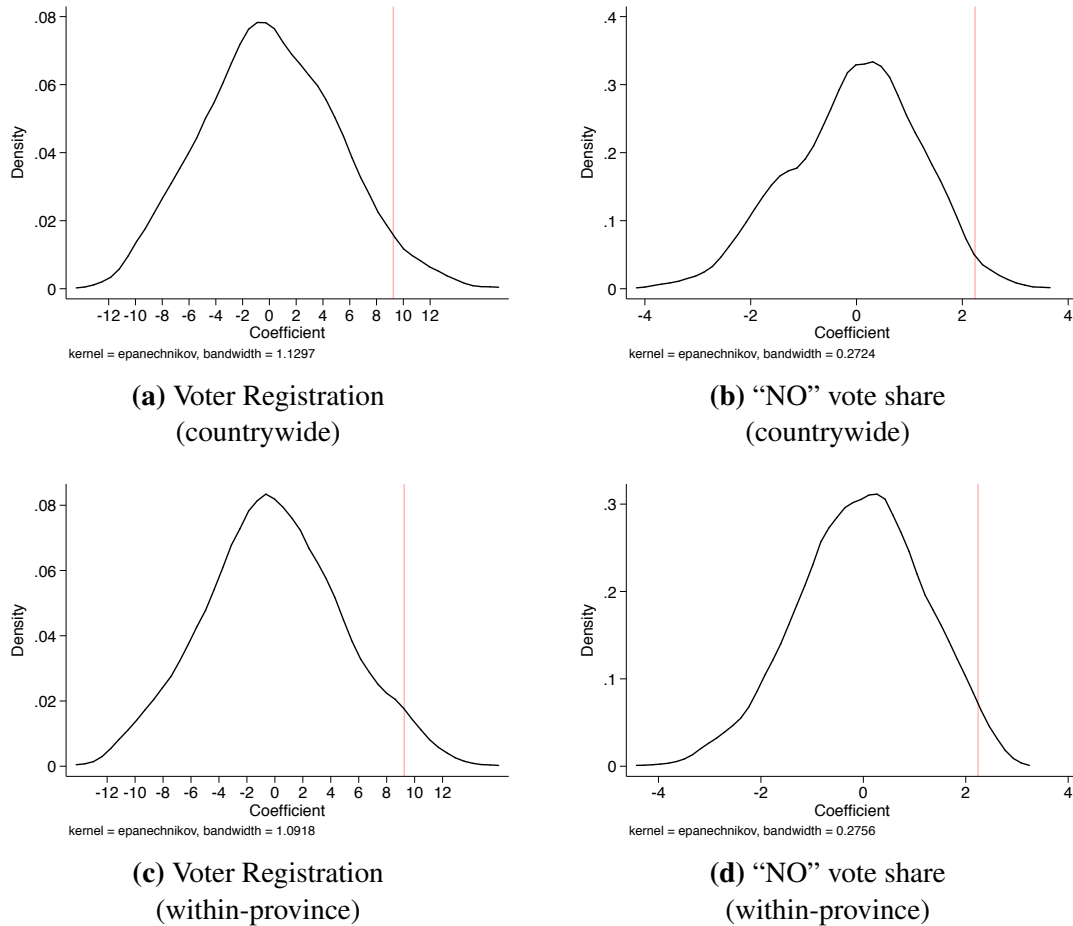 .08
.06
.04
.02
0
Density
-12 -10 -8 -6 -4 -2 0 2 4 6 8 10 12
Coefficient
kernel = epanechnikov, bandwidth = 1.1297
(a) Voter Registration
(countrywide)
.4
.3
.2
.1
0
Density
-4 -2 0 2 4
Coefficient
kernel = epanechnikov, bandwidth = 0.2724
(b) “NO” vote share
(countrywide)
.08
.06
.04
.02
0
Density
-12 -10 -8 -6 -4 -2 0 2 4 6 8 10 12
Coefficient
kernel = epanechnikov, bandwidth = 1.0918
(c) Voter Registration
(within-province)
.3
.2
.1
0
Density
-4 -2 0 2 4
Coefficient
kernel = epanechnikov, bandwidth = 0.2756
(d) “NO” vote share
(within-province)